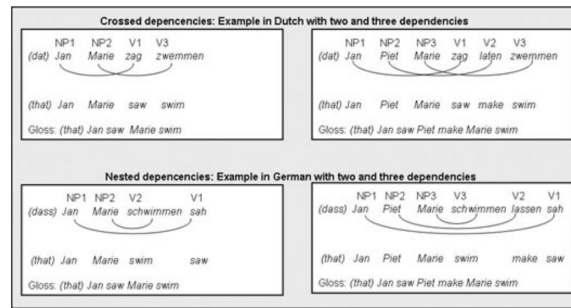 Crossed depencencies: Example in Dutch with two and three dependencies
NP1 NP2 V1 V3
(dat) Jan Marie zag zwemmen
(that) Jan Marie saw swim
Gloss: (that) Jan saw Marie swim
NP1 NP2 NP3 V1 V2 V3
(dat) Jan Piet Marie zag laten zwemmen
(that) Jan Piet Marie saw make swim
Gloss: (that) Jan saw Piet make Marie swim
Nested depencencies: Example in German with two and three dependencies
NP1 NP2 V2 V1
(dass) Jan Marie schwimmen sah
(that) Jan Marie swim saw
Gloss: (that) Jan saw Marie swim
NP1 NP2 NP3 V3 V2 V1
(dass) Jan Piet Marie schwimmen lassen sah
(that) Jan Piet Marie swim make saw
Gloss: (that) Jan saw Piet make Marie swim